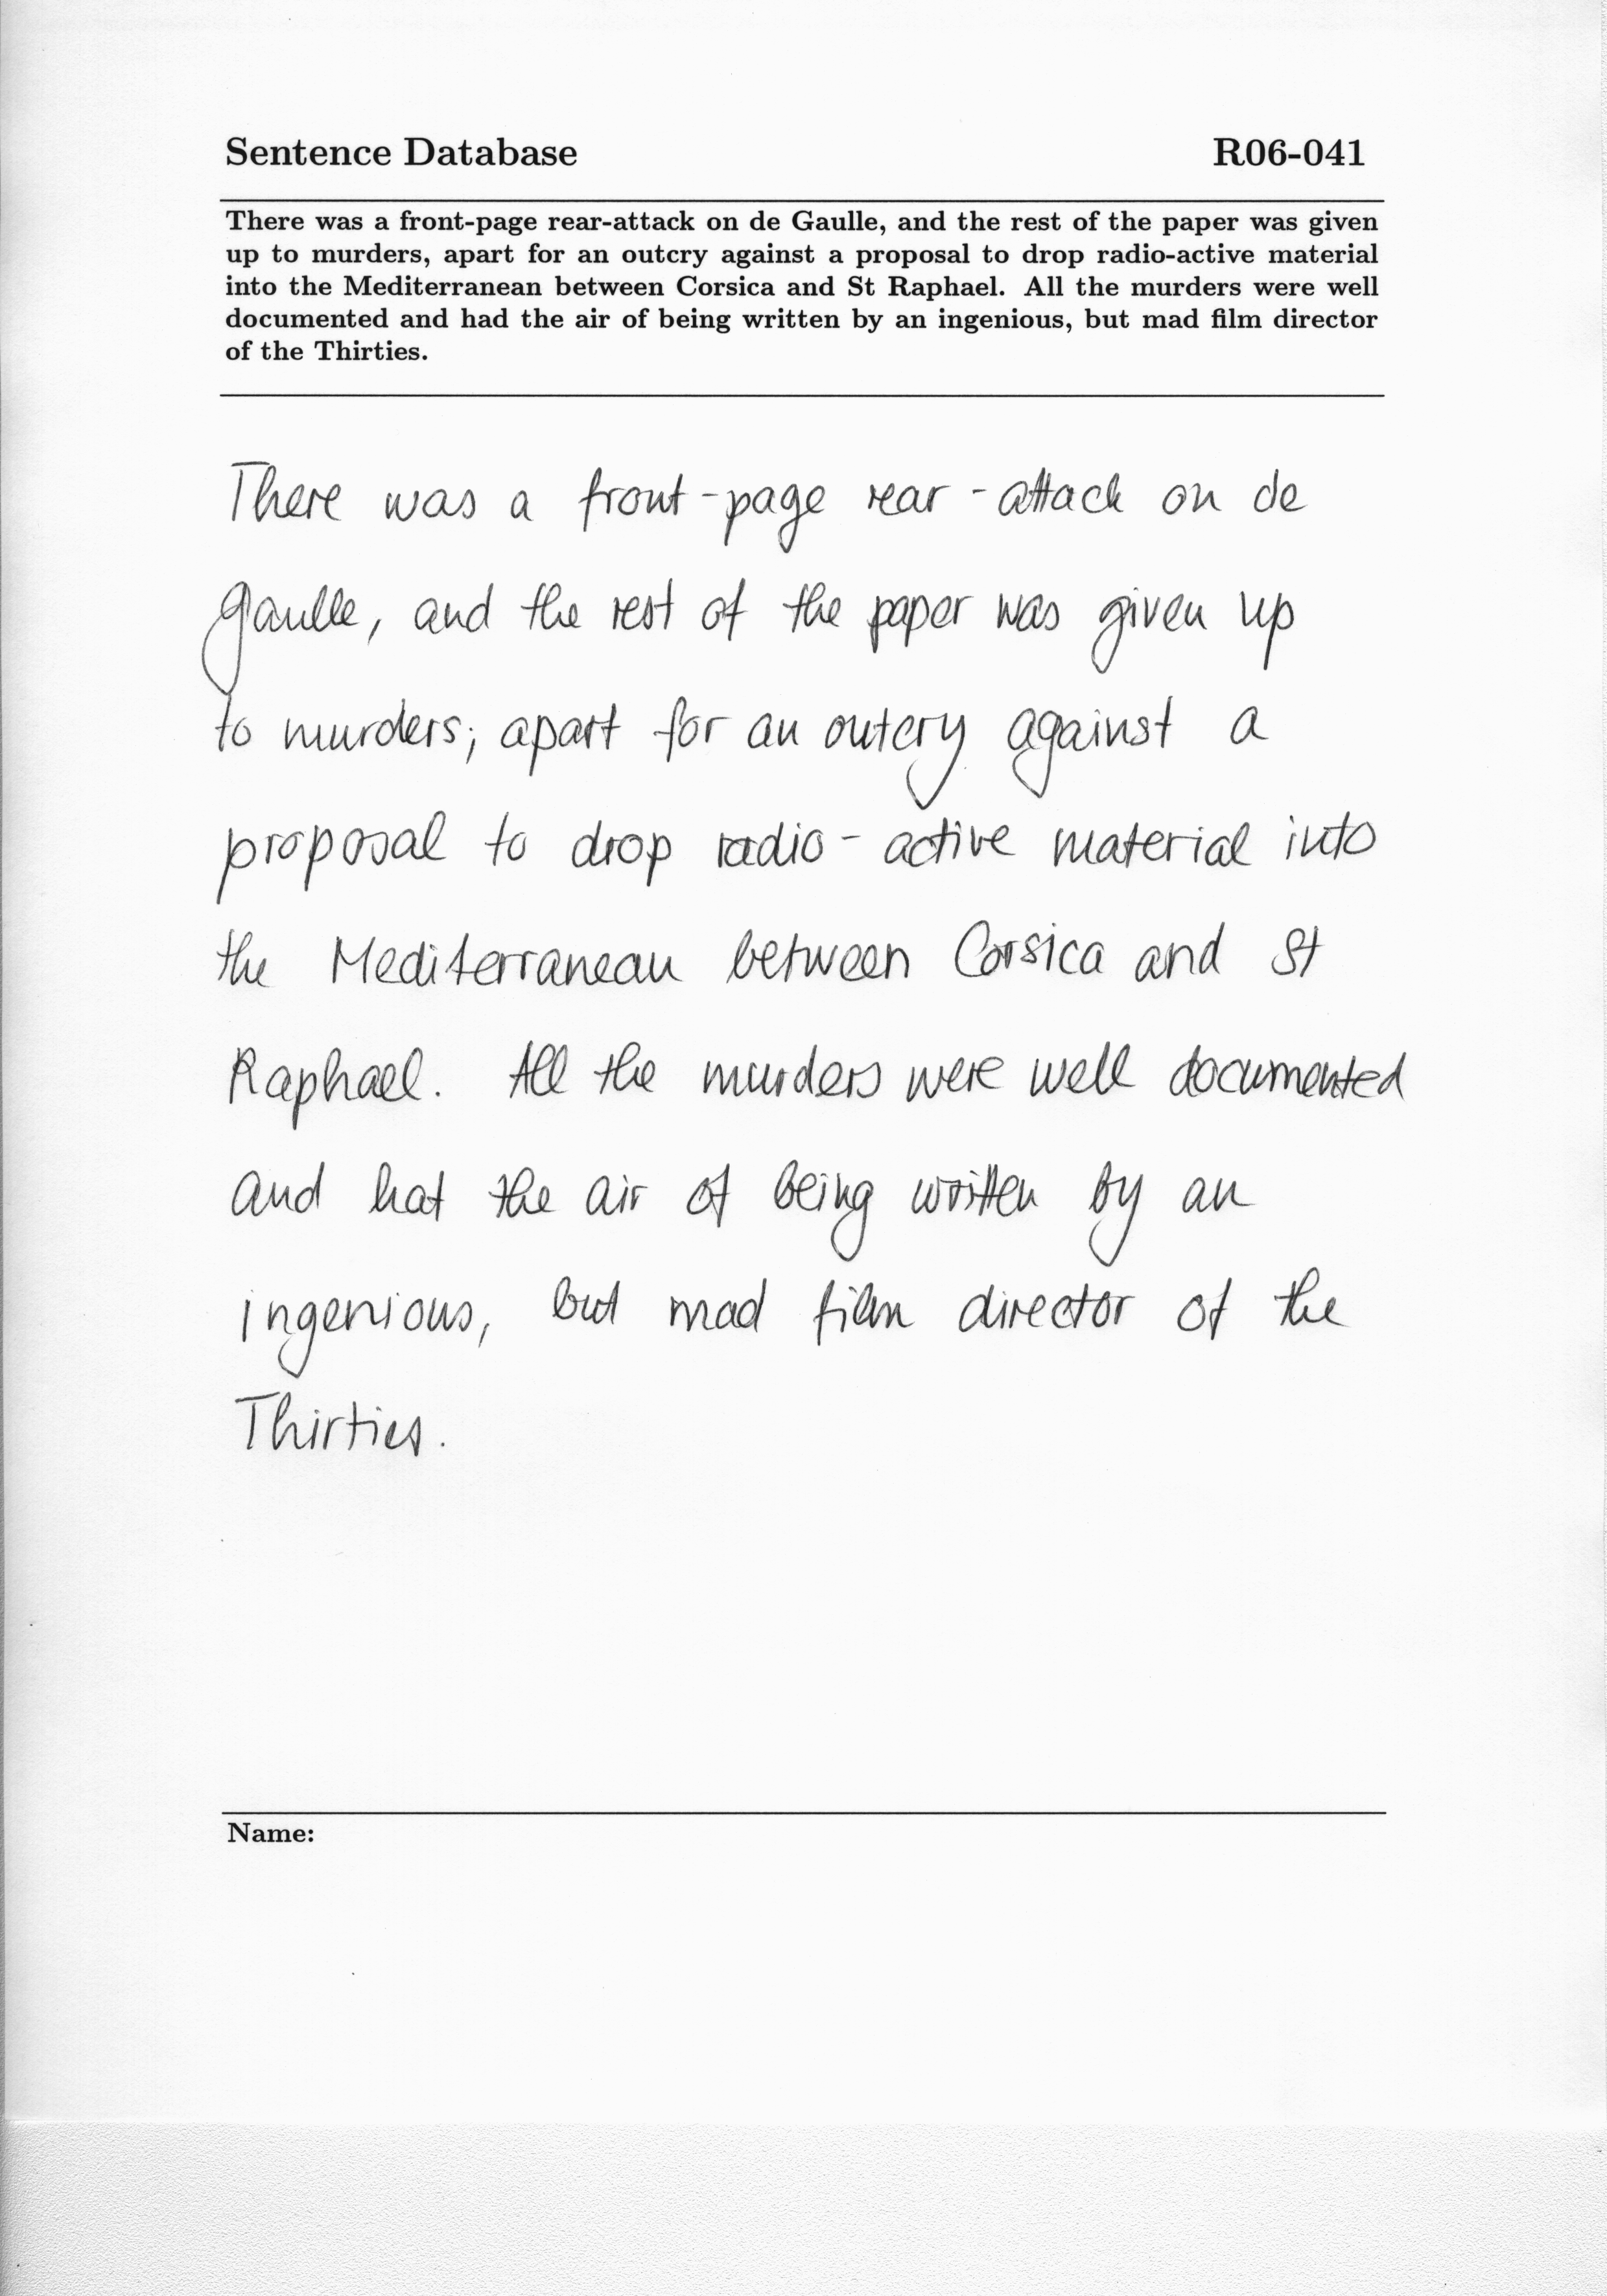 Sentence Database R06-041
There was a front-page rear-attack on de Gaulle, and the rest of the paper was given
up to murders, apart for an outcry against a proposal to drop radio-active material
into the Mediterranean between Corsica and St Raphael. All the murders were well
documented and had the air of being written by an ingenious, but mad film director
of the Thirties.
There was a front-page rear-attack on de
Gaulle, and the rest of the paper was given up
to murders; apart for an outcry against a
proposal to drop radio-active material into
the Mediterranean between Corsica and St
Raphael. All the murders were well documented
and hat the air of being written by an
ingenious, but mad film director of the
Thirties.
Name: